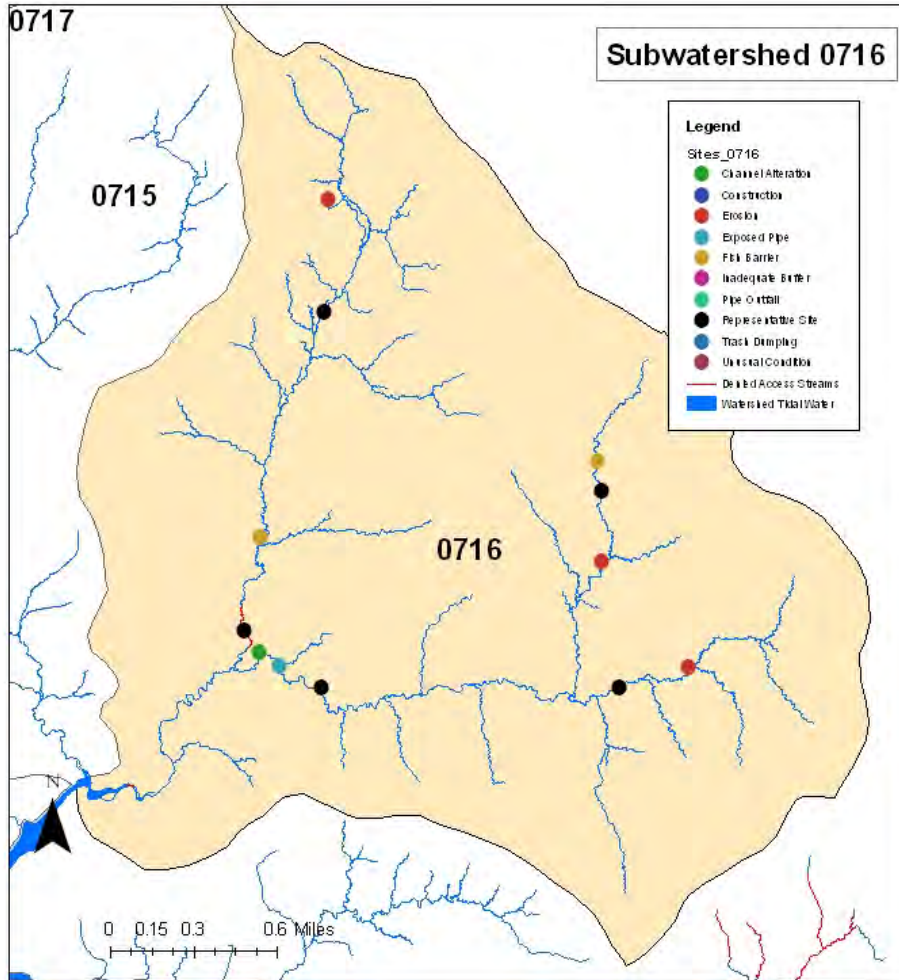 0717
Subwatershed 0716
Legend
Sites_0716
Channel Alteration
Construction
Erosion
Exposed Pipe
Fish Barrier
Inadequate Buffer
Pipe Outfall
Representative Site
Trash Dumping
Unusual Condition
Denied Access Streams
Watershed Tidal Water
0715
0716
N
0 0.15 0.3 0.6 Miles